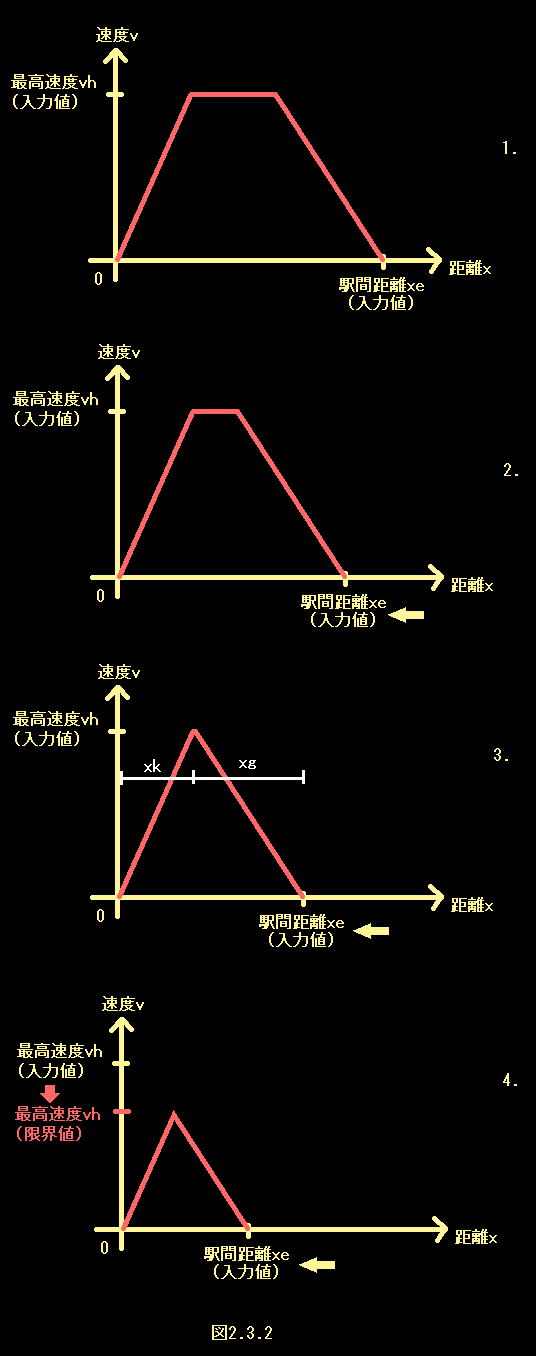 速度v
最高速度vh
(入力値)
1.
0
距離x
駅間距離xe
(入力値)
速度v
最高速度vh
(入力値)
2.
0
距離x
駅間距離xe
(入力値)
速度v
最高速度vh
(入力値)
3.
xk
xg
0
距離x
駅間距離xe
(入力値)
速度v
最高速度vh
(入力値)
4.
最高速度vh
(限界値)
0
距離x
駅間距離xe
(入力値)
図2.3.2